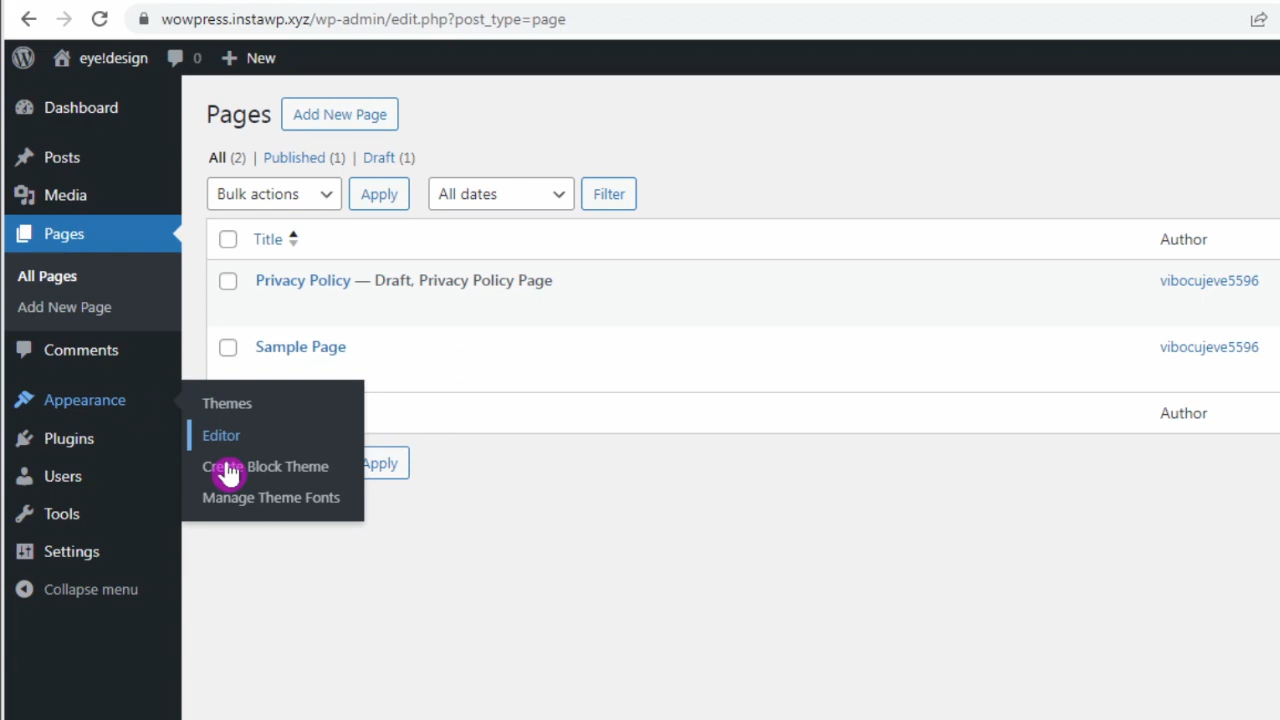 wowpress.instawp.xyz/wp-admin/edit.php?post_type=page
eye!design 0 New
Dashboard
Posts
Media
Pages
All Pages
Add New Page
Comments
Appearance
Plugins
Users
Tools
Settings
Collapse menu
Pages Add New Page
All (2) | Published (1) | Draft (1)
Bulk actions Apply All dates Filter
Title Author
Privacy Policy — Draft, Privacy Policy Page vibocujeve5596
Sample Page vibocujeve5596
Author
Apply
Themes
Editor
Create Block Theme
Manage Theme Fonts